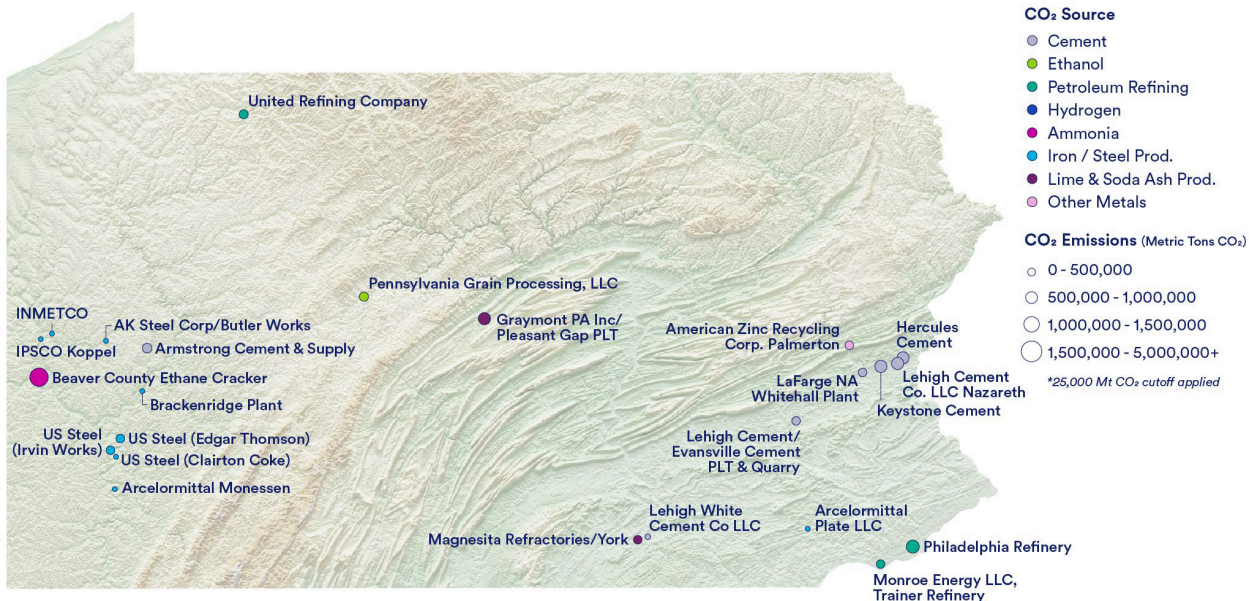 United Refining Company
Pennsylvania Grain Processing, LLC
Graymont PA Inc/
Pleasant Gap PLT
INMETCO
AK Steel Corp/Butler Works
IPSCO Koppel
Armstrong Cement & Supply
Beaver County Ethane Cracker
Brackenridge Plant
US Steel
(Irvin Works)
US Steel (Edgar Thomson)
US Steel (Clairton Coke)
Arcelormittal Monessen
American Zinc Recycling
Corp. Palmerton
Hercules
Cement
LaFarge NA
Whitehall Plant
Lehigh Cement
Co. LLC Nazareth
Keystone Cement
Lehigh Cement/
Evansville Cement
PLT & Quarry
Lehigh White
Cement Co LLC
Magnesita Refractories/York
Arcelormittal
Plate LLC
Philadelphia Refinery
Monroe Energy LLC,
Trainer Refinery
CO₂ Source
Cement
Ethanol
Petroleum Refining
Hydrogen
Ammonia
Iron / Steel Prod.
Lime & Soda Ash Prod.
Other Metals
CO₂ Emissions (Metric Tons CO₂)
0 - 500,000
500,000 - 1,000,000
1,000,000 - 1,500,000
1,500,000 - 5,000,000+
*25,000 Mt CO₂ cutoff applied